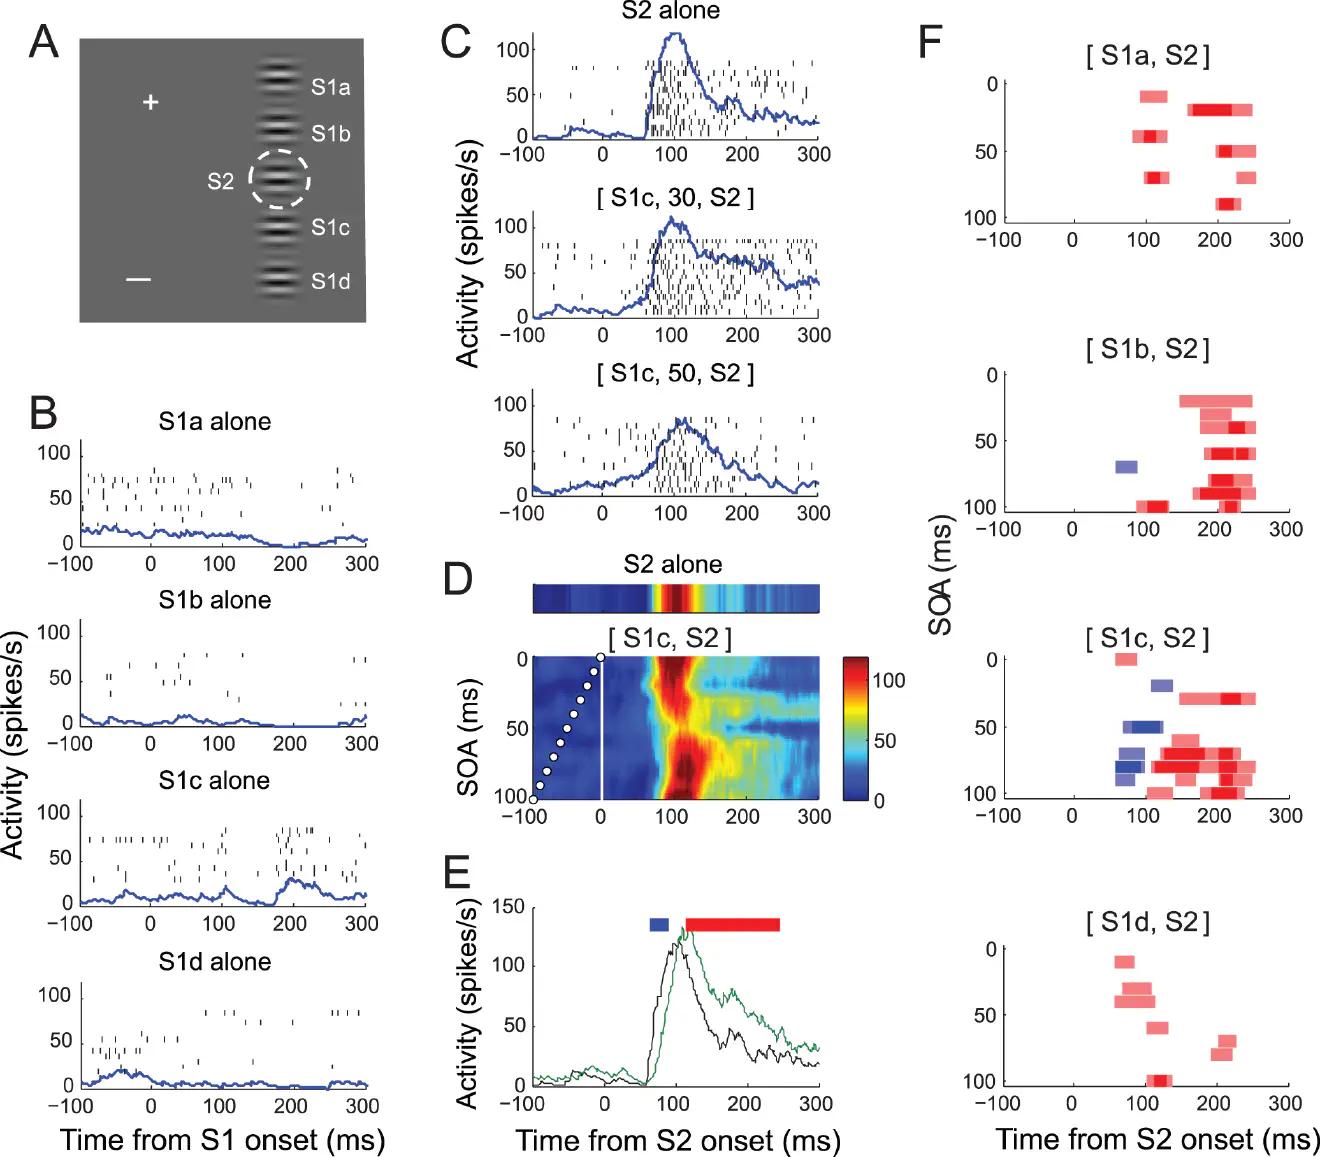 A
+
S1a
S1b
S2
S1c
S1d
B
S1a alone
100
50
0
−100 0 100 200 300
S1b alone
100
50
0
−100 0 100 200 300
S1c alone
100
50
0
−100 0 100 200 300
S1d alone
100
50
0
−100 0 100 200 300
Activity (spikes/s)
Time from S1 onset (ms)
C
S2 alone
100
50
0
−100 0 100 200 300
[ S1c, 30, S2 ]
100
50
0
−100 0 100 200 300
[ S1c, 50, S2 ]
100
50
0
−100 0 100 200 300
Activity (spikes/s)
D
S2 alone
[ S1c, S2 ]
0
50
100
−100 0 100 200 300
SOA (ms)
100
50
0
E
150
100
50
0
−100 0 100 200 300
Activity (spikes/s)
Time from S2 onset (ms)
F
[ S1a, S2 ]
0
50
100
−100 0 100 200 300
[ S1b, S2 ]
0
50
100
−100 0 100 200 300
SOA (ms)
[ S1c, S2 ]
0
50
100
−100 0 100 200 300
[ S1d, S2 ]
0
50
100
−100 0 100 200 300
Time from S2 onset (ms)